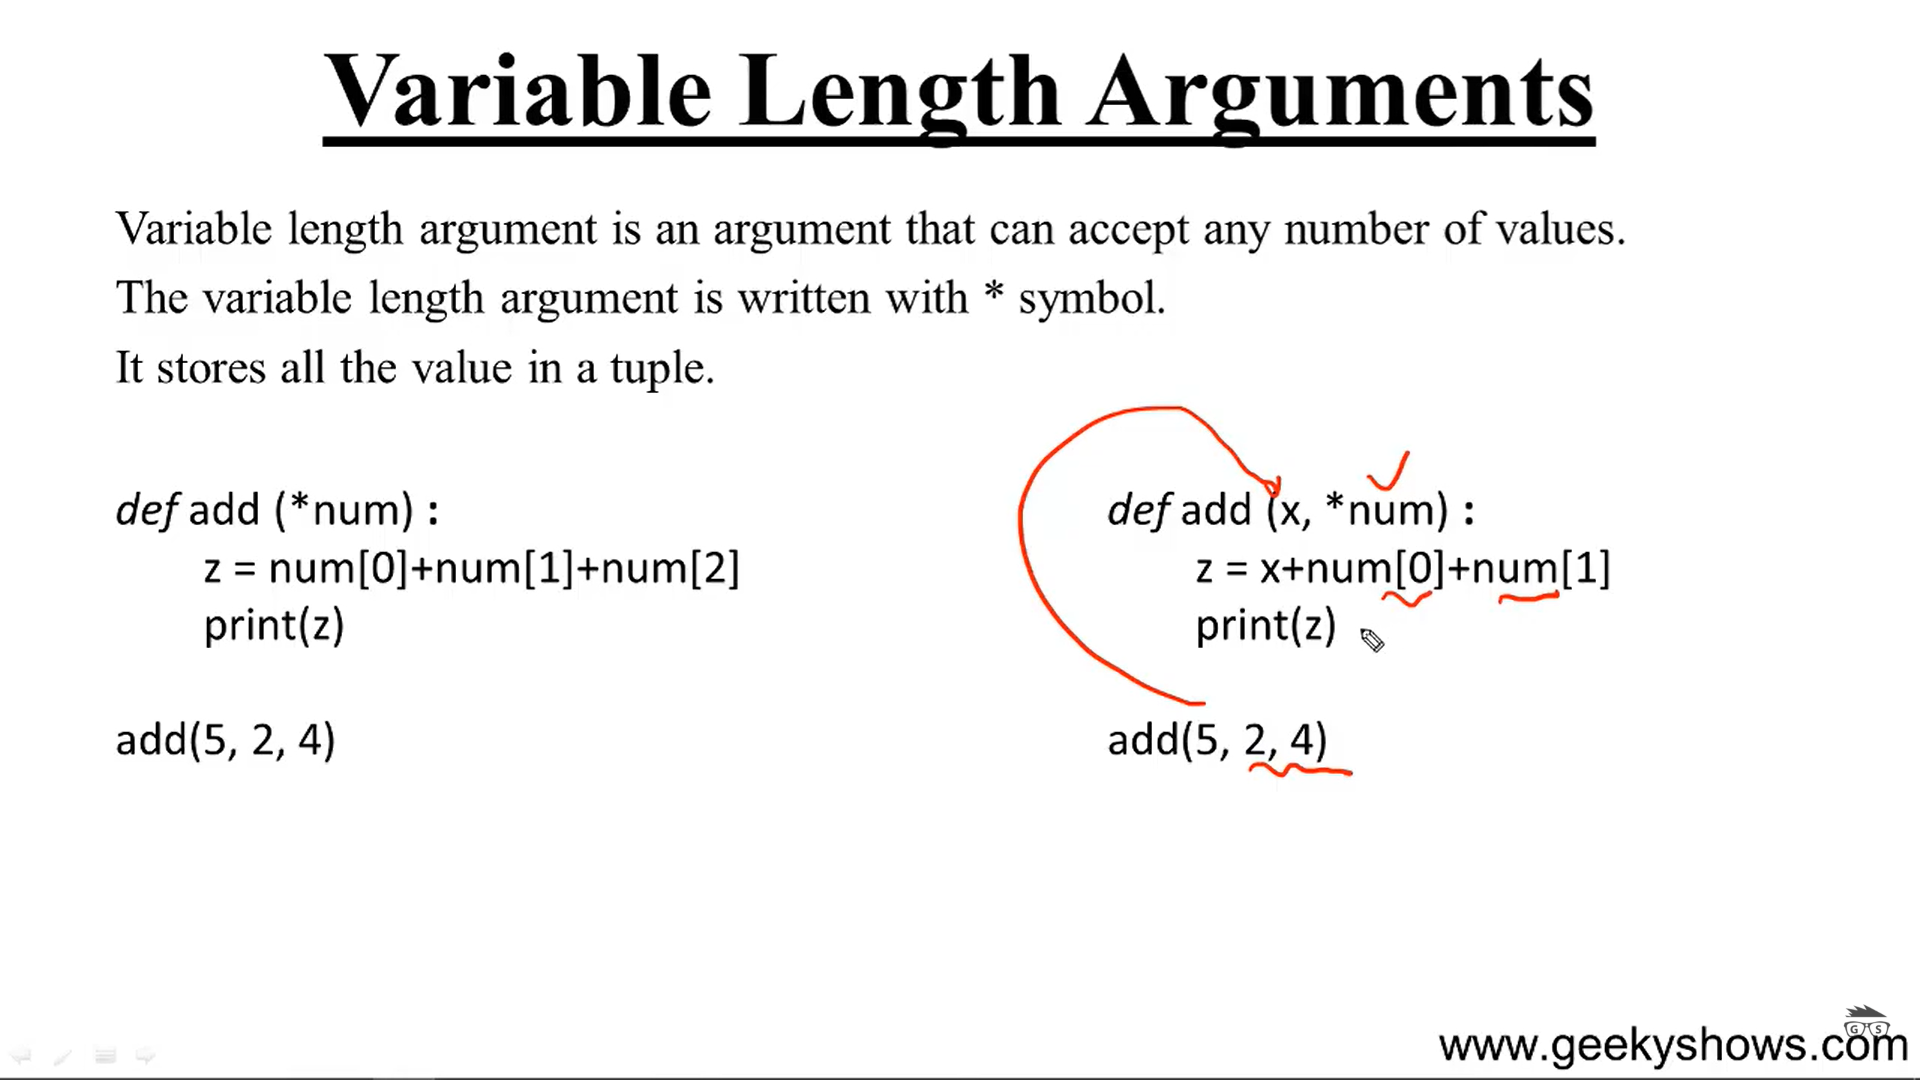 Variable Length Arguments
Variable length argument is an argument that can accept any number of values.
The variable length argument is written with * symbol.
It stores all the value in a tuple.
def add (*num) :
z = num[0]+num[1]+num[2]
print(z)
add(5, 2, 4)
def add (x, *num) :
z = x+num[0]+num[1]
print(z)
add(5, 2, 4)
G S
www.geekyshows.com